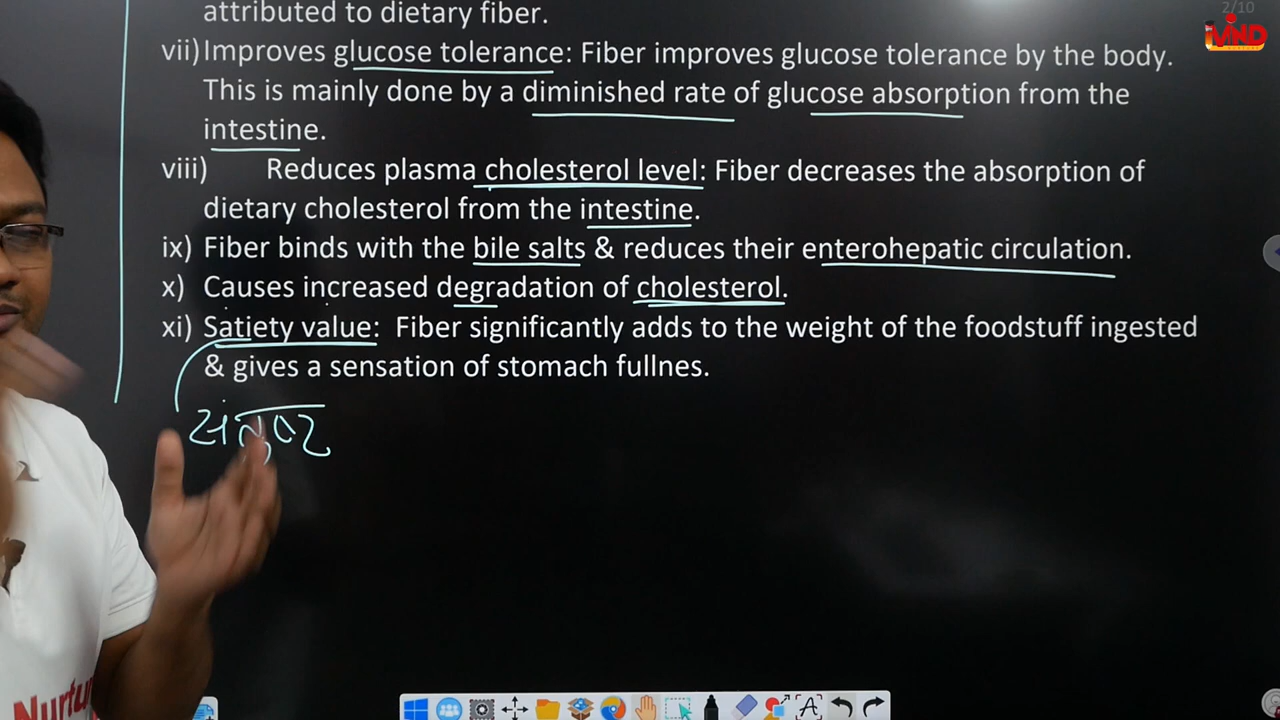 2/10
iMIND
attributed to dietary fiber.
vii) Improves glucose tolerance: Fiber improves glucose tolerance by the body.
This is mainly done by a diminished rate of glucose absorption from the
intestine.
viii) Reduces plasma cholesterol level: Fiber decreases the absorption of
dietary cholesterol from the intestine.
ix) Fiber binds with the bile salts & reduces their enterohepatic circulation.
x) Causes increased degradation of cholesterol.
xi) Satiety value: Fiber significantly adds to the weight of the foodstuff ingested
& gives a sensation of stomach fullnes.
Nurtu
A